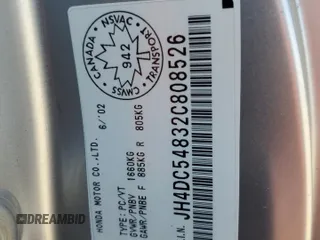 HONDA MOTOR CO.,LTD.
6/'02
CANADA
NSVAC
942
CMVSS
TRANSPORT
TYPE: PC/VT
GVWR/PNBV 1660KG
GAWR/PNBE F 885KG R 805KG
V.I.N. JH4DC54832C808526
DREAMBID